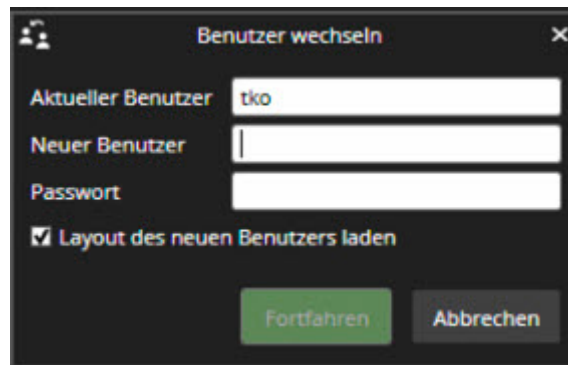 Benutzer wechseln
Aktueller Benutzer tko
Neuer Benutzer
Passwort
Layout des neuen Benutzers laden
Fortfahren Abbrechen